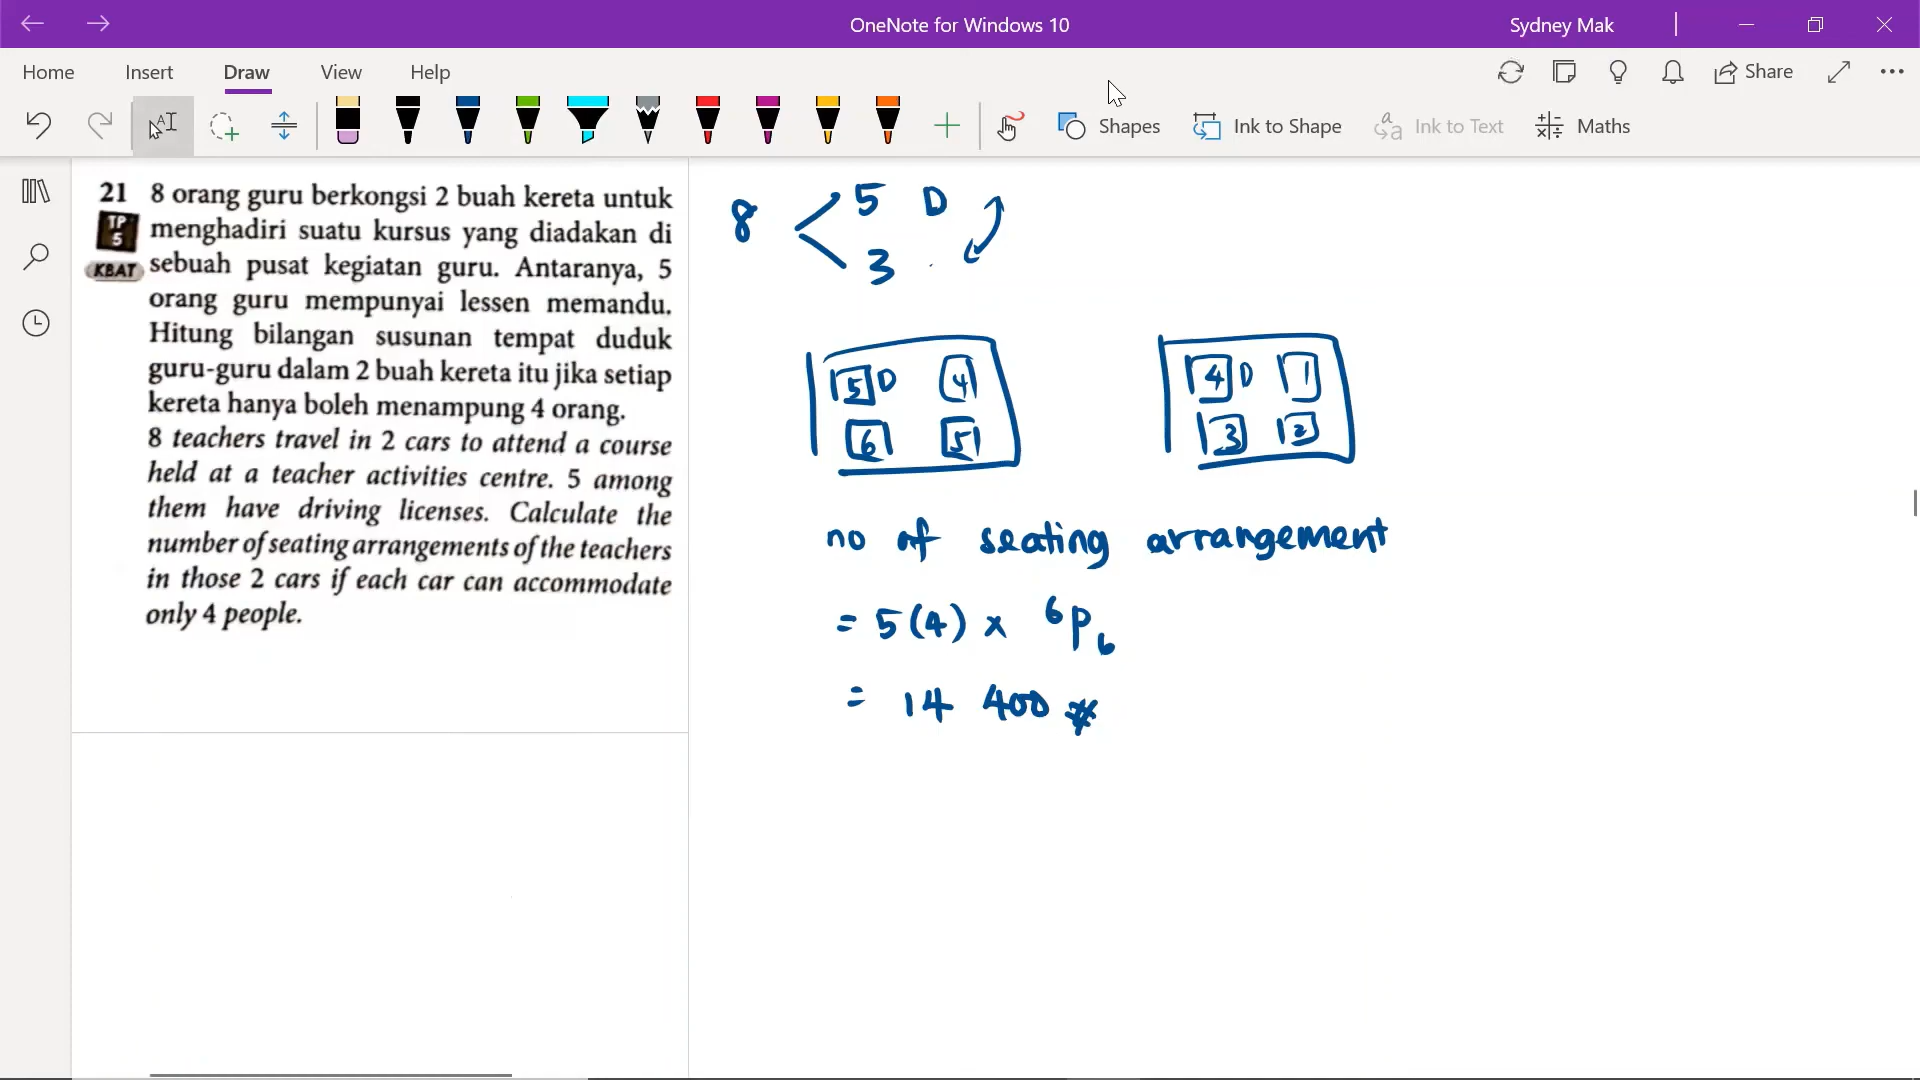 OneNote for Windows 10
Sydney Mak
Home Insert Draw View Help
Share
Shapes Ink to Shape Ink to Text Maths
21 8 orang guru berkongsi 2 buah kereta untuk
TP 5 menghadiri suatu kursus yang diadakan di
KBAT sebuah pusat kegiatan guru. Antaranya, 5
orang guru mempunyai lessen memandu.
Hitung bilangan susunan tempat duduk
guru-guru dalam 2 buah kereta itu jika setiap
kereta hanya boleh menampung 4 orang.
8 teachers travel in 2 cars to attend a course
held at a teacher activities centre. 5 among
them have driving licenses. Calculate the
number of seating arrangements of the teachers
in those 2 cars if each car can accommodate
only 4 people.
8 < 5 D
3
5 D 4
6 5
4 D 1
3 2
no of seating arrangement
= 5(4) x ⁶P₆
= 14 400 #